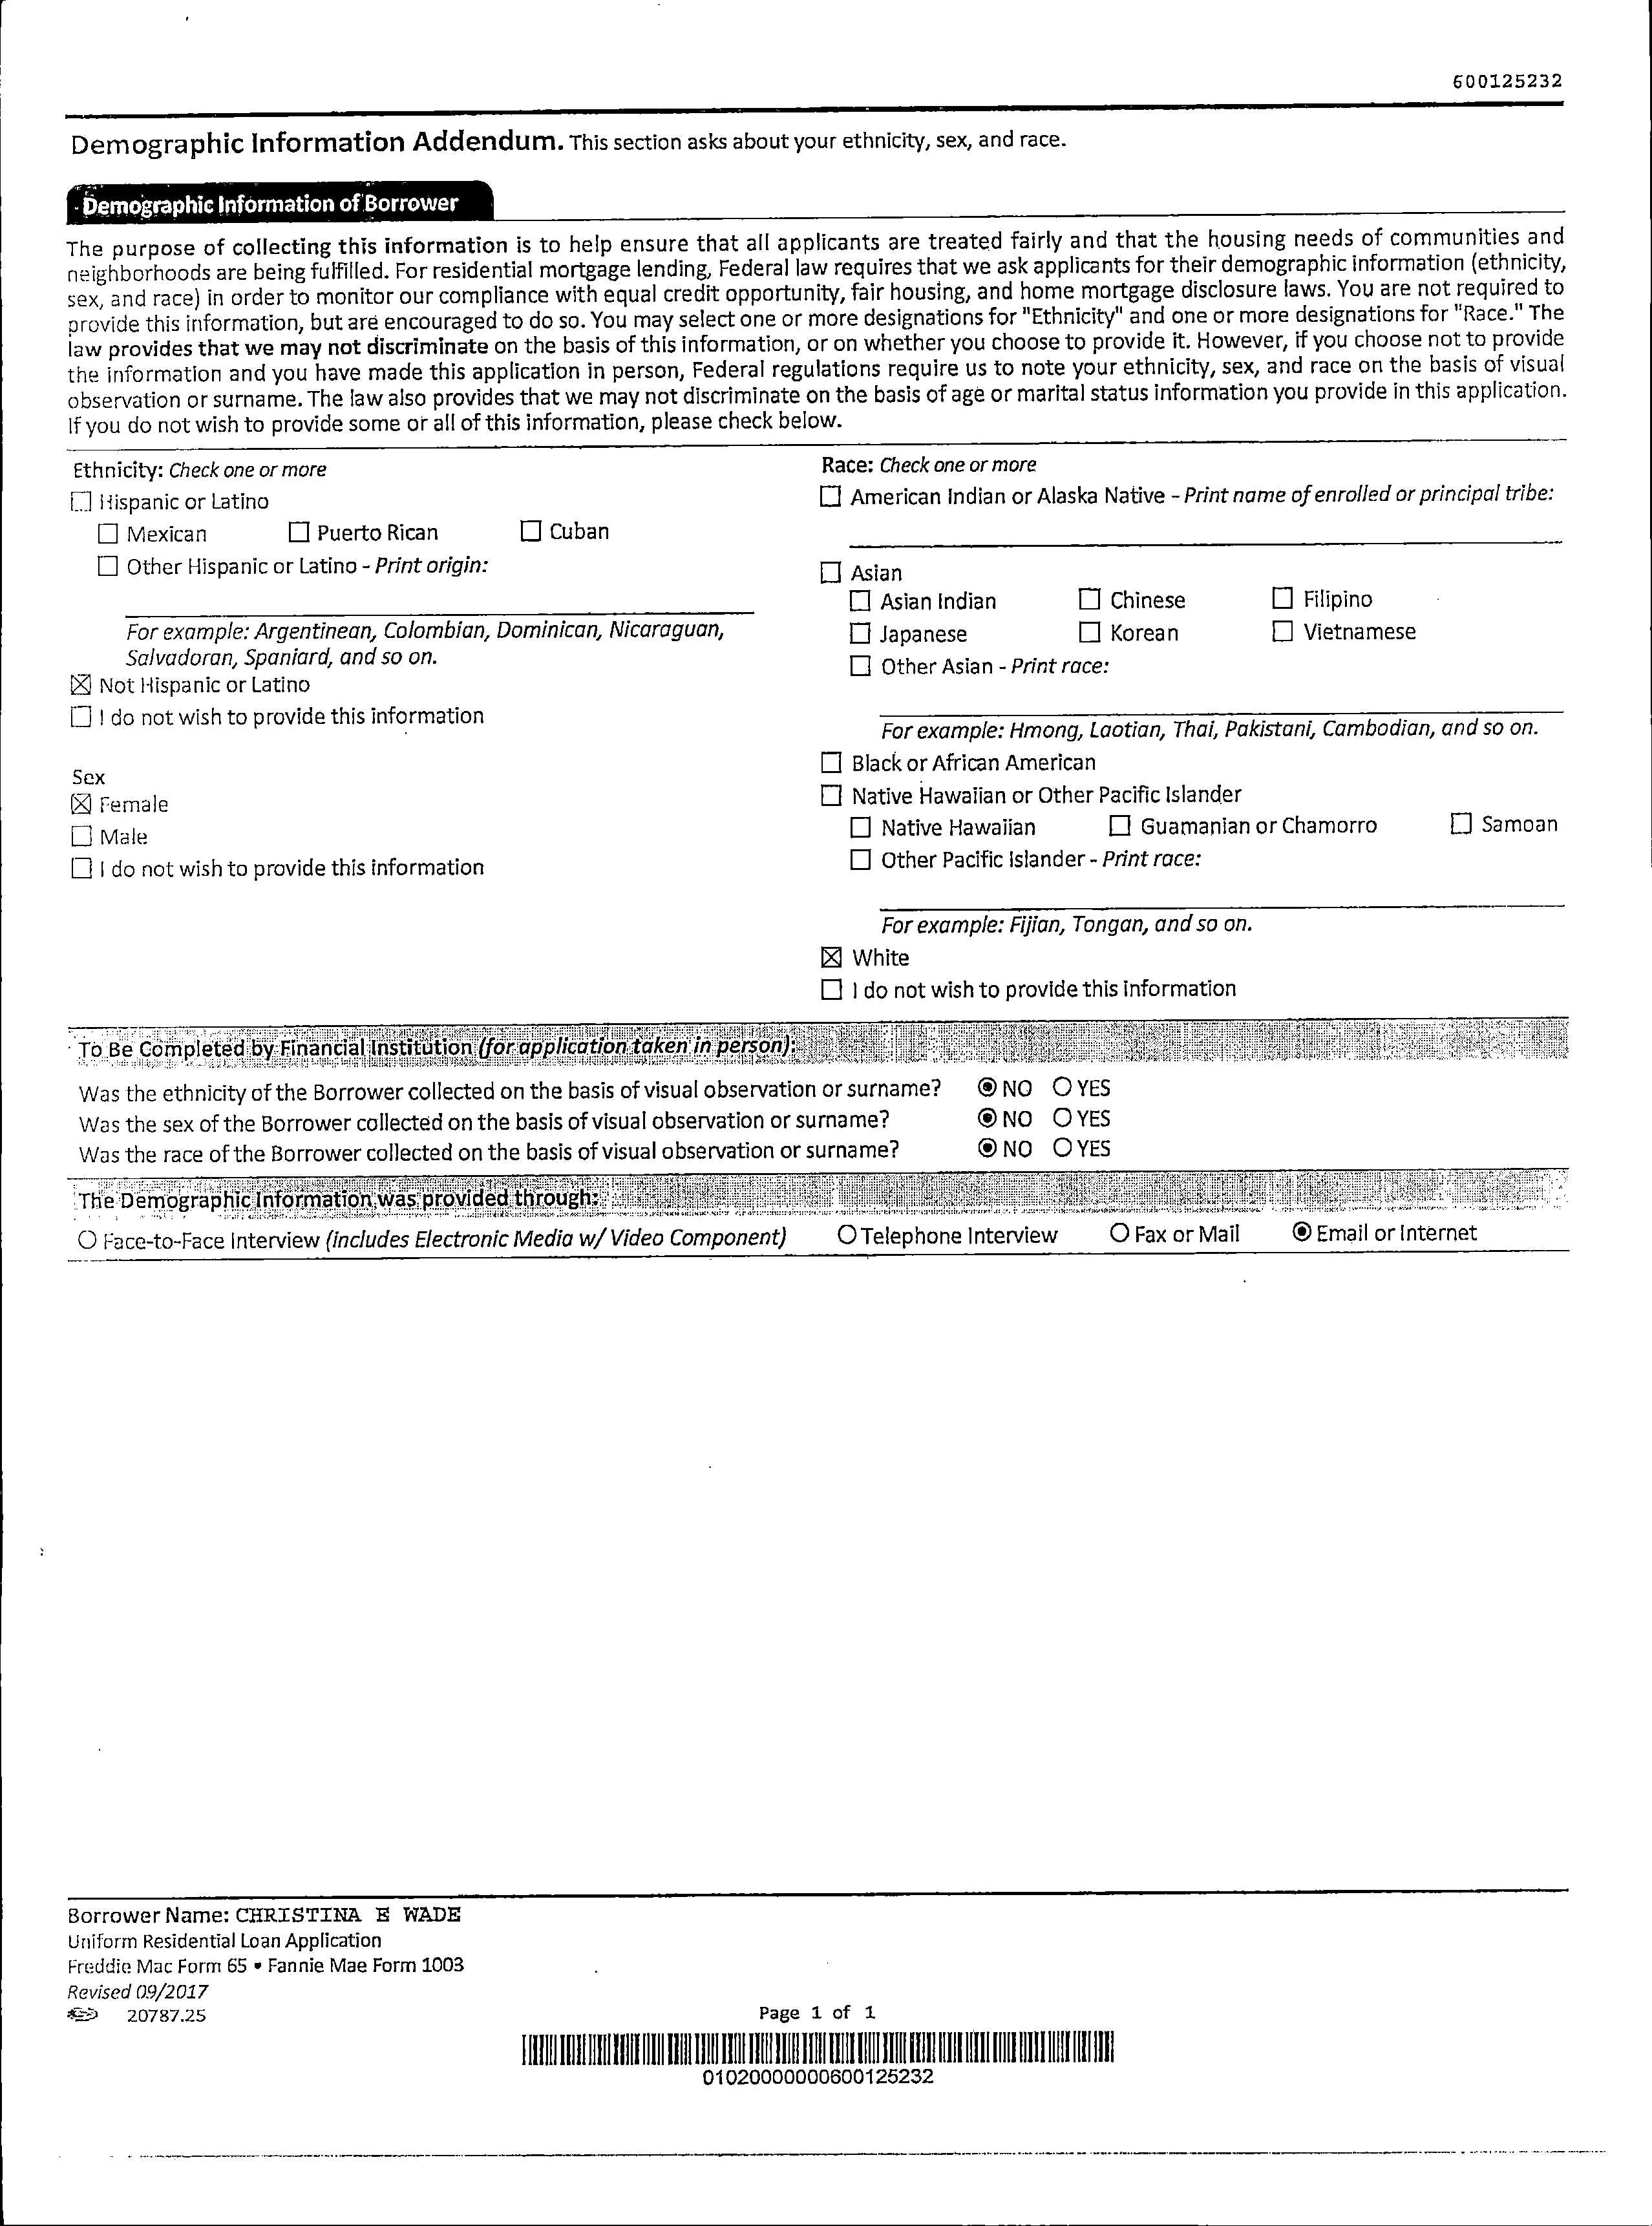 600125232
Demographic Information Addendum. This section asks about your ethnicity, sex, and race.
Demographic Information of Borrower
The purpose of collecting this information is to help ensure that all applicants are treated fairly and that the housing needs of communities and
neighborhoods are being fulfilled. For residential mortgage lending, Federal law requires that we ask applicants for their demographic information (ethnicity,
sex, and race) in order to monitor our compliance with equal credit opportunity, fair housing, and home mortgage disclosure laws. You are not required to
provide this information, but are encouraged to do so. You may select one or more designations for "Ethnicity" and one or more designations for "Race." The
law provides that we may not discriminate on the basis of this information, or on whether you choose to provide it. However, if you choose not to provide
the information and you have made this application in person, Federal regulations require us to note your ethnicity, sex, and race on the basis of visual
observation or surname. The law also provides that we may not discriminate on the basis of age or marital status information you provide in this application.
If you do not wish to provide some or all of this information, please check below.
Ethnicity: Check one or more
☐ Hispanic or Latino
☐ Mexican ☐ Puerto Rican ☐ Cuban
☐ Other Hispanic or Latino - Print origin:
For example: Argentinean, Colombian, Dominican, Nicaraguan,
Salvadoran, Spaniard, and so on.
☒ Not Hispanic or Latino
☐ I do not wish to provide this information
Sex
☒ Female
☐ Male
☐ I do not wish to provide this information
Race: Check one or more
☐ American Indian or Alaska Native - Print name of enrolled or principal tribe:
☐ Asian
☐ Asian Indian ☐ Chinese ☐ Filipino
☐ Japanese ☐ Korean ☐ Vietnamese
☐ Other Asian - Print race:
For example: Hmong, Laotian, Thai, Pakistani, Cambodian, and so on.
☐ Black or African American
☐ Native Hawaiian or Other Pacific Islander
☐ Native Hawaiian ☐ Guamanian or Chamorro ☐ Samoan
☐ Other Pacific Islander - Print race:
For example: Fijian, Tongan, and so on.
☒ White
☐ I do not wish to provide this information
To Be Completed by Financial Institution (for application taken in person):
Was the ethnicity of the Borrower collected on the basis of visual observation or surname? ◉ NO ○ YES
Was the sex of the Borrower collected on the basis of visual observation or surname? ◉ NO ○ YES
Was the race of the Borrower collected on the basis of visual observation or surname? ◉ NO ○ YES
The Demographic Information was provided through:
○ Face-to-Face Interview (includes Electronic Media w/ Video Component) ○ Telephone Interview ○ Fax or Mail ◉ Email or Internet
Borrower Name: CHRISTINA E WADE
Uniform Residential Loan Application
Freddie Mac Form 65 • Fannie Mae Form 1003
Revised 09/2017
20787.25
Page 1 of 1
01020000000600125232